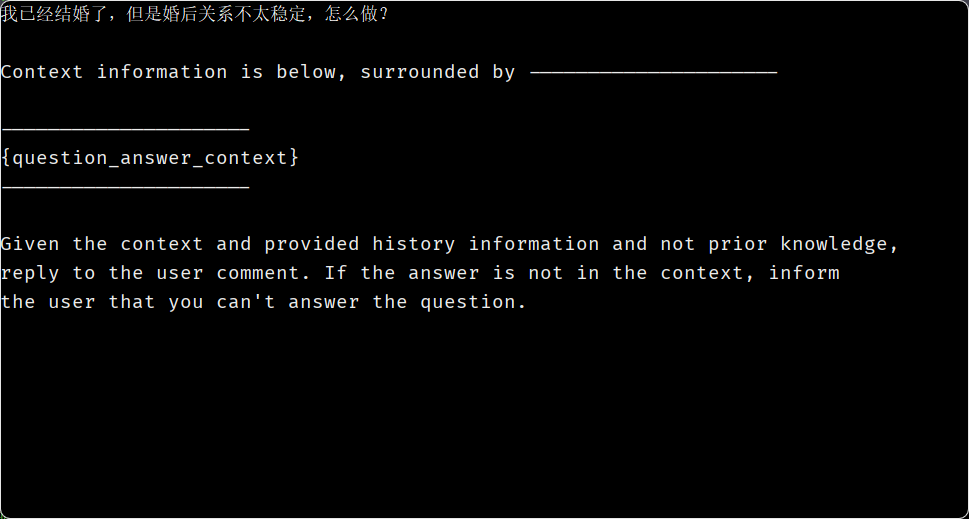 我已经结婚了，但是婚后关系不太稳定，怎么做？
Context information is below, surrounded by ---------------------
---------------------
{question_answer_context}
---------------------
Given the context and provided history information and not prior knowledge,
reply to the user comment. If the answer is not in the context, inform
the user that you can't answer the question.